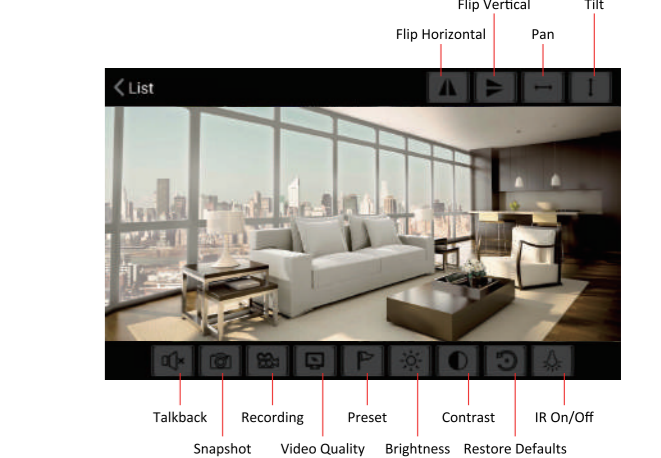 Flip Vertical Tilt
Flip Horizontal Pan
List
Talkback Recording Preset Contrast IR On/Off
Snapshot Video Quality Brightness Restore Defaults